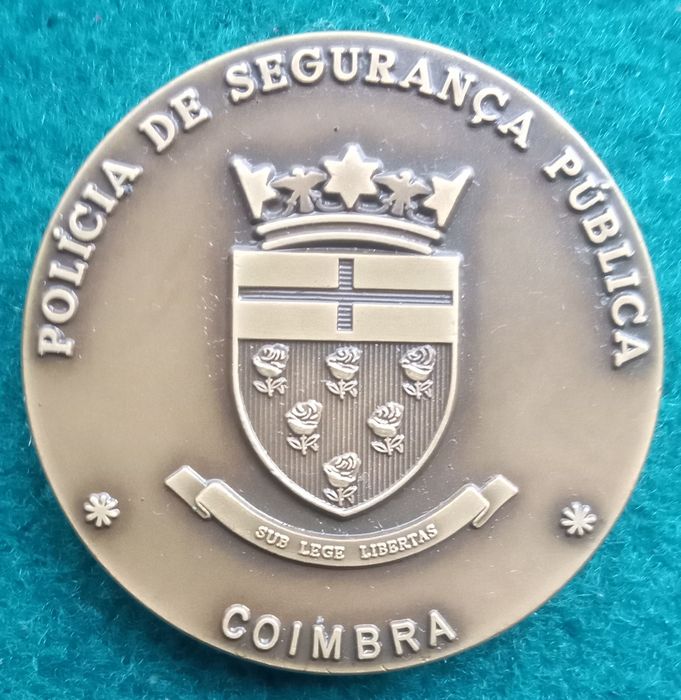 POLÍCIA DE SEGURANÇA PÚBLICA
SUB LEGE LIBERTAS
COIMBRA